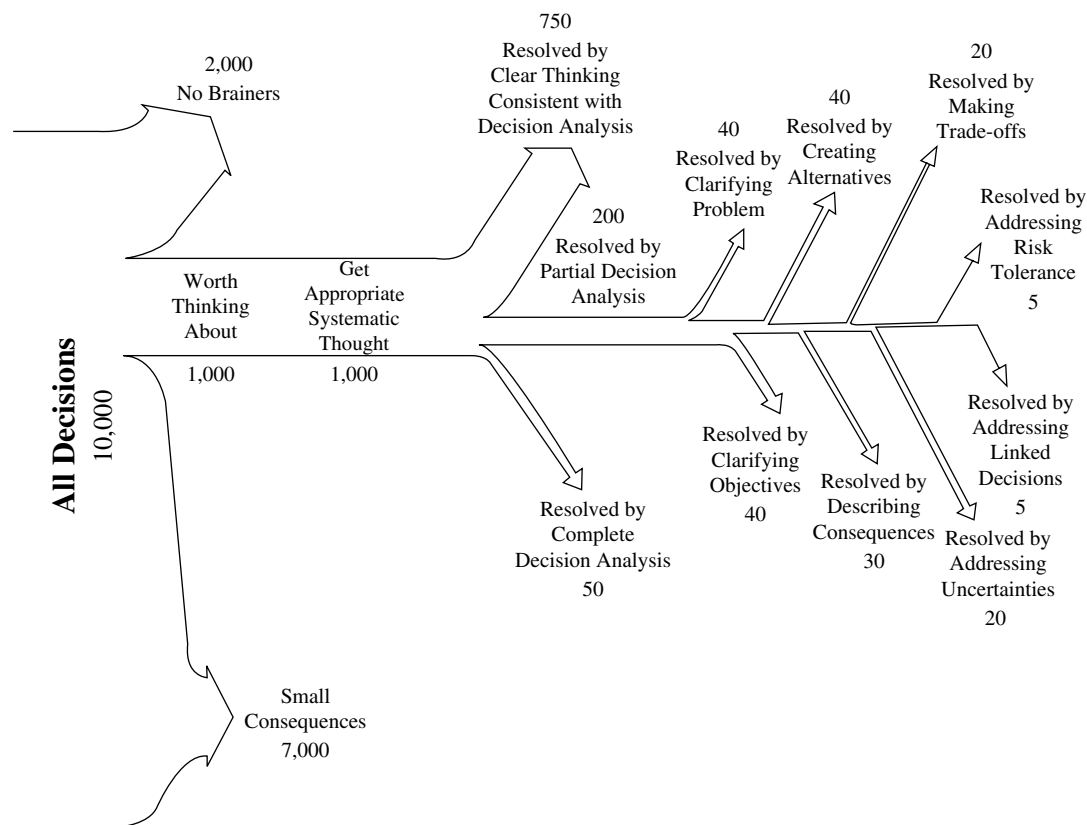 All Decisions
10,000
2,000
No Brainers
Worth
Thinking
About
1,000
Get
Appropriate
Systematic
Thought
1,000
Small
Consequences
7,000
750
Resolved by
Clear Thinking
Consistent with
Decision Analysis
200
Resolved by
Partial Decision
Analysis
Resolved by
Complete
Decision Analysis
50
40
Resolved by
Clarifying
Problem
40
Resolved by
Creating
Alternatives
20
Resolved by
Making
Trade-offs
Resolved by
Addressing
Risk
Tolerance
5
Resolved by
Clarifying
Objectives
40
Resolved by
Describing
Consequences
30
Resolved by
Addressing
Linked
Decisions
5
Resolved by
Addressing
Uncertainties
20